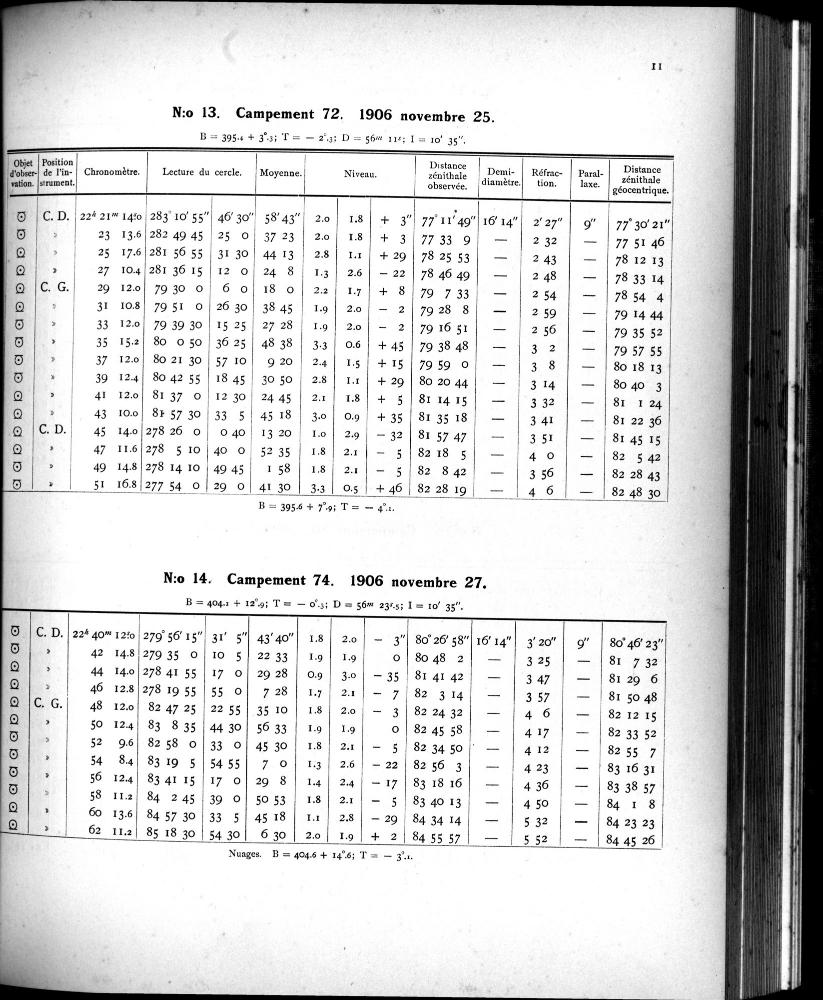 11
N:o 13. Campement 72. 1906 novembre 25.
B = 395.4 + 3°.3; T = − 2°.3; D = 56m 11s; I = 10′ 35″.
Objet d'observation. Position de l'instrument. Chronomètre. Lecture du cercle. Moyenne. Niveau. Distance zénithale observée. Demi-diamètre. Réfraction. Parallaxe. Distance zénithale géocentrique.
C. D. 22h 21m 14s.0 283° 10′ 55″ 46′ 30″ 58′ 43″ 2.0 1.8 + 3″ 77° 11′ 49″ 16′ 14″ 2′ 27″ 9″ 77° 30′ 21″
» 23 13.6 282 49 45 25 0 37 23 2.0 1.8 + 3 77 33 9 — 2 32 — 77 51 46
» 25 17.6 281 56 55 31 30 44 13 2.8 1.1 + 29 78 25 53 — 2 43 — 78 12 13
» 27 10.4 281 36 15 12 0 24 8 1.3 2.6 − 22 78 46 49 — 2 48 — 78 33 14
C. G. 29 12.0 79 30 0 6 0 18 0 2.2 1.7 + 8 79 7 33 — 2 54 — 78 54 4
» 31 10.8 79 51 0 26 30 38 45 1.9 2.0 − 2 79 28 8 — 2 59 — 79 14 44
» 33 12.0 79 39 30 15 25 27 28 1.9 2.0 − 2 79 16 51 — 2 56 — 79 35 52
» 35 15.2 80 0 50 36 25 48 38 3.3 0.6 + 45 79 38 48 — 3 2 — 79 57 55
» 37 12.0 80 21 30 57 10 9 20 2.4 1.5 + 15 79 59 0 — 3 8 — 80 18 13
» 39 12.4 80 42 55 18 45 30 50 2.8 1.1 + 29 80 20 44 — 3 14 — 80 40 3
» 41 12.0 81 37 0 12 30 24 45 2.1 1.8 + 5 81 14 15 — 3 32 — 81 1 24
» 43 10.0 81 57 30 33 5 45 18 3.0 0.9 + 35 81 35 18 — 3 41 — 81 22 36
C. D. 45 14.0 278 26 0 0 40 13 20 1.0 2.9 − 32 81 57 47 — 3 51 — 81 45 15
» 47 11.6 278 5 10 40 0 52 35 1.8 2.1 − 5 82 18 5 — 4 0 — 82 5 42
» 49 14.8 278 14 10 49 45 1 58 1.8 2.1 − 5 82 8 42 — 3 56 — 82 28 43
» 51 16.8 277 54 0 29 0 41 30 3.3 0.5 + 46 82 28 19 — 4 6 — 82 48 30
B = 395.6 + 7°.9; T = − 4°.1.
N:o 14. Campement 74. 1906 novembre 27.
B = 404.1 + 12°.9; T = − 0°.3; D = 56m 23s.5; I = 10′ 35″.
C. D. 22h 40m 12s.0 279° 56′ 15″ 31′ 5″ 43′ 40″ 1.8 2.0 − 3″ 80° 26′ 58″ 16′ 14″ 3′ 20″ 9″ 80° 46′ 23″
» 42 14.8 279 35 0 10 5 22 33 1.9 1.9 0 80 48 2 — 3 25 — 81 7 32
» 44 14.0 278 41 55 17 0 29 28 0.9 3.0 − 35 81 41 42 — 3 47 — 81 29 6
» 46 12.8 278 19 55 55 0 7 28 1.7 2.1 − 7 82 3 14 — 3 57 — 81 50 48
C. G. 48 12.0 82 47 25 22 55 35 10 1.8 2.0 − 3 82 24 32 — 4 6 — 82 12 15
» 50 12.4 83 8 35 44 30 56 33 1.9 1.9 0 82 45 58 — 4 17 — 82 33 52
» 52 9.6 82 58 0 33 0 45 30 1.8 2.1 − 5 82 34 50 — 4 12 — 82 55 7
» 54 8.4 83 19 5 54 55 7 0 1.3 2.6 − 22 82 56 3 — 4 23 — 83 16 31
» 56 12.4 83 41 15 17 0 29 8 1.4 2.4 − 17 83 18 16 — 4 36 — 83 38 57
» 58 11.2 84 2 45 39 0 50 53 1.8 2.1 − 5 83 40 13 — 4 50 — 84 1 8
» 60 13.6 84 57 30 33 5 45 18 1.1 2.8 − 29 84 34 14 — 5 32 — 84 23 23
» 62 11.2 85 18 30 54 30 6 30 2.0 1.9 + 2 84 55 57 — 5 52 — 84 45 26
Nuages. B = 404.6 + 14°.6; T = − 3°.1.